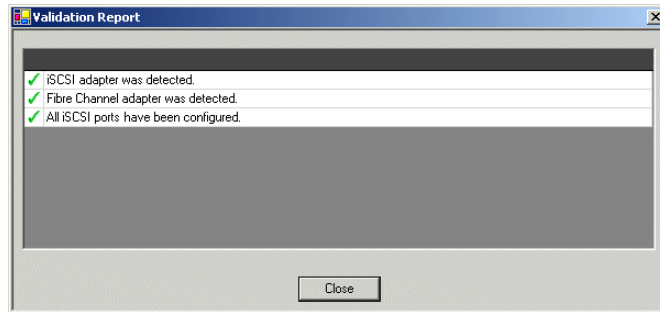 Validation Report
iSCSI adapter was detected.
Fibre Channel adapter was detected.
All iSCSI ports have been configured.
Close